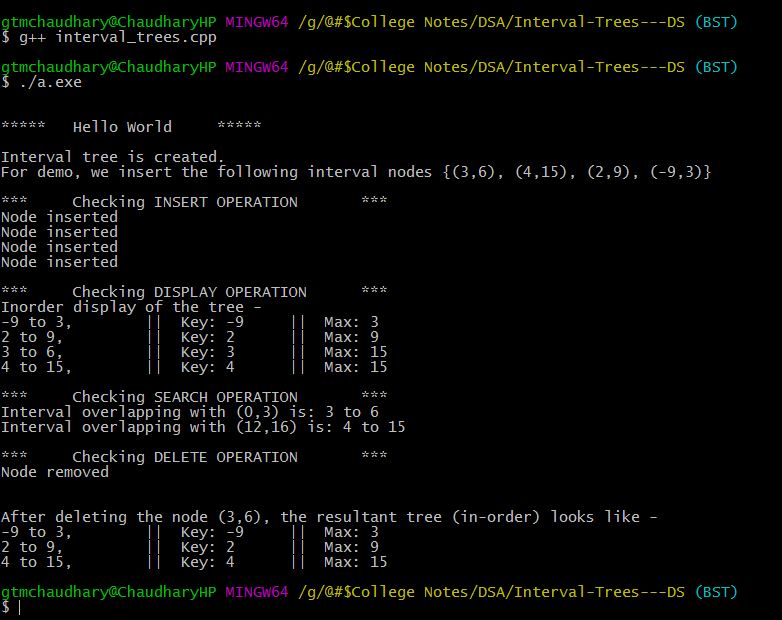 gtmchaudhary@ChaudharyHP MINGW64 /g/@#$College Notes/DSA/Interval-Trees---DS (BST)
$ g++ interval_trees.cpp
gtmchaudhary@ChaudharyHP MINGW64 /g/@#$College Notes/DSA/Interval-Trees---DS (BST)
$ ./a.exe
*****   Hello World     *****
Interval tree is created.
For demo, we insert the following interval nodes {(3,6), (4,15), (2,9), (-9,3)}
***     Checking INSERT OPERATION       ***
Node inserted
Node inserted
Node inserted
Node inserted
***     Checking DISPLAY OPERATION      ***
Inorder display of the tree -
-9 to 3,        ||  Key: -9     ||  Max: 3
2 to 9,         ||  Key: 2      ||  Max: 9
3 to 6,         ||  Key: 3      ||  Max: 15
4 to 15,        ||  Key: 4      ||  Max: 15
***     Checking SEARCH OPERATION       ***
Interval overlapping with (0,3) is: 3 to 6
Interval overlapping with (12,16) is: 4 to 15
***     Checking DELETE OPERATION       ***
Node removed
After deleting the node (3,6), the resultant tree (in-order) looks like -
-9 to 3,        ||  Key: -9     ||  Max: 3
2 to 9,         ||  Key: 2      ||  Max: 9
4 to 15,        ||  Key: 4      ||  Max: 15
gtmchaudhary@ChaudharyHP MINGW64 /g/@#$College Notes/DSA/Interval-Trees---DS (BST)
$